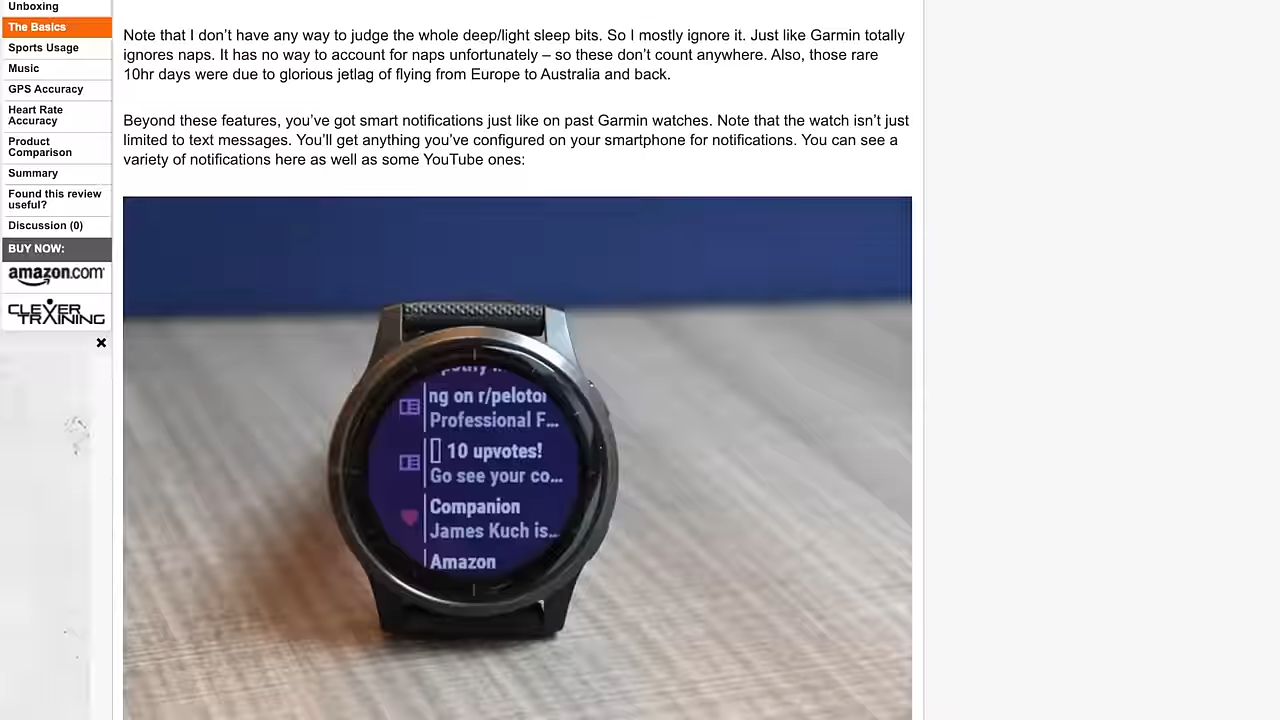 Unboxing
The Basics
Sports Usage
Music
GPS Accuracy
Heart Rate
Accuracy
Product
Comparison
Summary
Found this review
useful?
Discussion (0)
BUY NOW:
amazon.com
CLEVER
TRAINING
Note that I don’t have any way to judge the whole deep/light sleep bits. So I mostly ignore it. Just like Garmin totally
ignores naps. It has no way to account for naps unfortunately – so these don’t count anywhere. Also, those rare
10hr days were due to glorious jetlag of flying from Europe to Australia and back.
Beyond these features, you’ve got smart notifications just like on past Garmin watches. Note that the watch isn’t just
limited to text messages. You’ll get anything you’ve configured on your smartphone for notifications. You can see a
variety of notifications here as well as some YouTube ones:
ng on r/peloton
Professional F...
10 upvotes!
Go see your co...
Companion
James Kuch is...
Amazon